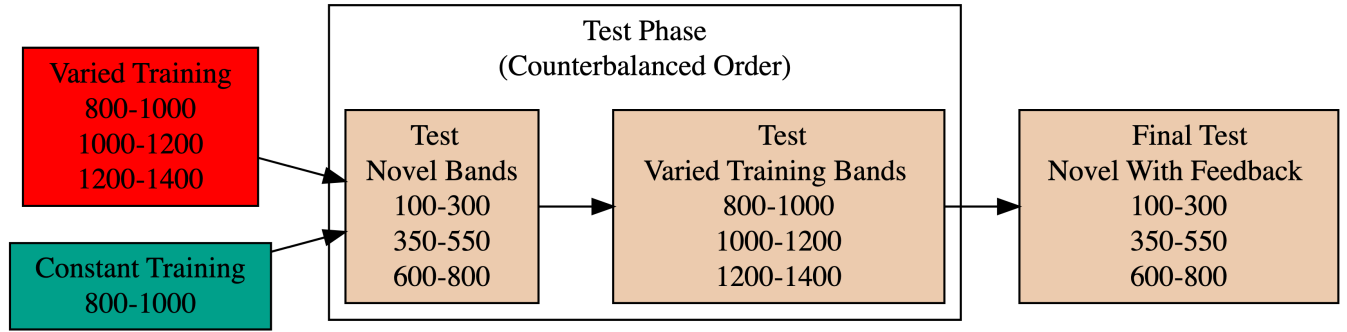 Varied Training
800-1000
1000-1200
1200-1400
Constant Training
800-1000
Test Phase
(Counterbalanced Order)
Test
Novel Bands
100-300
350-550
600-800
Test
Varied Training Bands
800-1000
1000-1200
1200-1400
Final Test
Novel With Feedback
100-300
350-550
600-800